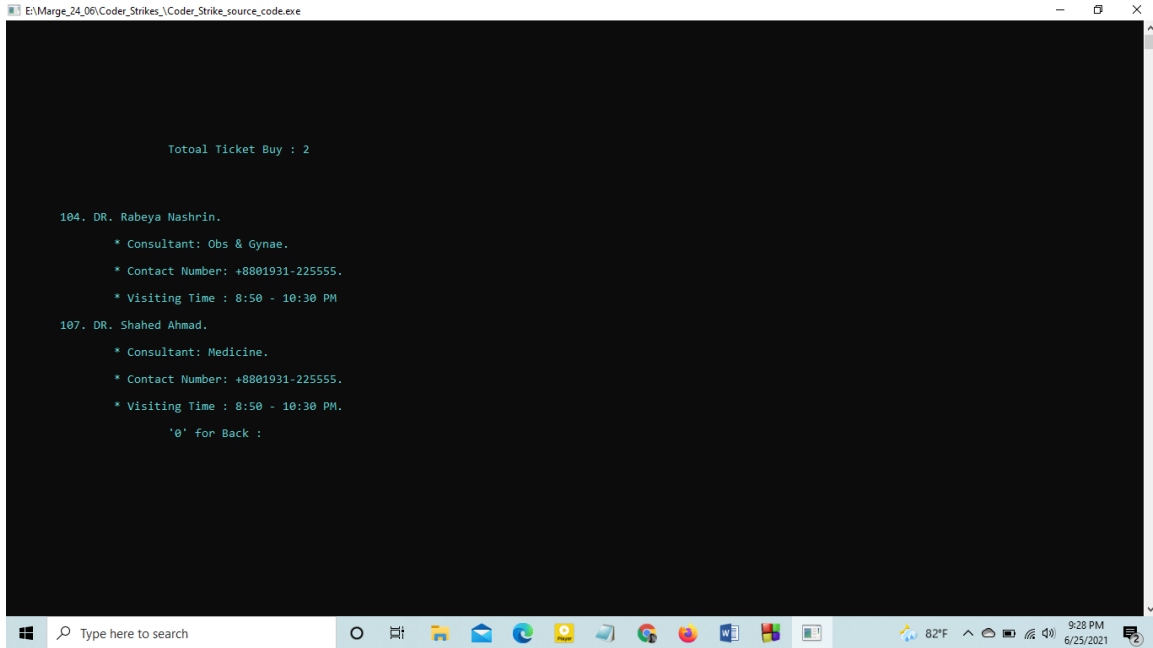 E:\Marge_24_06\Coder_Strikes_\Coder_Strike_source_code.exe
Totoal Ticket Buy : 2
104. DR. Rabeya Nashrin.
* Consultant: Obs & Gynae.
* Contact Number: +8801931-225555.
* Visiting Time : 8:50 - 10:30 PM
107. DR. Shahed Ahmad.
* Consultant: Medicine.
* Contact Number: +8801931-225555.
* Visiting Time : 8:50 - 10:30 PM.
'0' for Back :
Type here to search
82°F
9:28 PM
6/25/2021
2